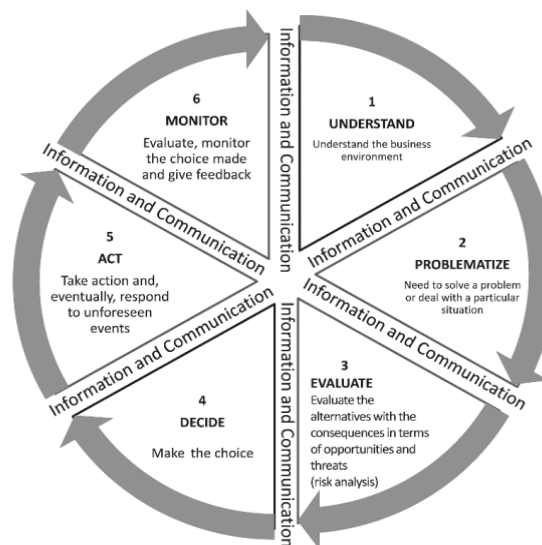 1
UNDERSTAND
Understand the business
environment
Information and Communication
2
PROBLEMATIZE
Need to solve a problem
or deal with a particular
situation
Information and Communication
3
EVALUATE
Evaluate the
alternatives with the
consequences in terms
of opportunities and
threats
(risk analysis)
Information and Communication
4
DECIDE
Make the choice
Information and Communication
5
ACT
Take action and,
eventually, respond
to unforeseen
events
Information and Communication
6
MONITOR
Evaluate, monitor
the choice made
and give feedback
Information and Communication